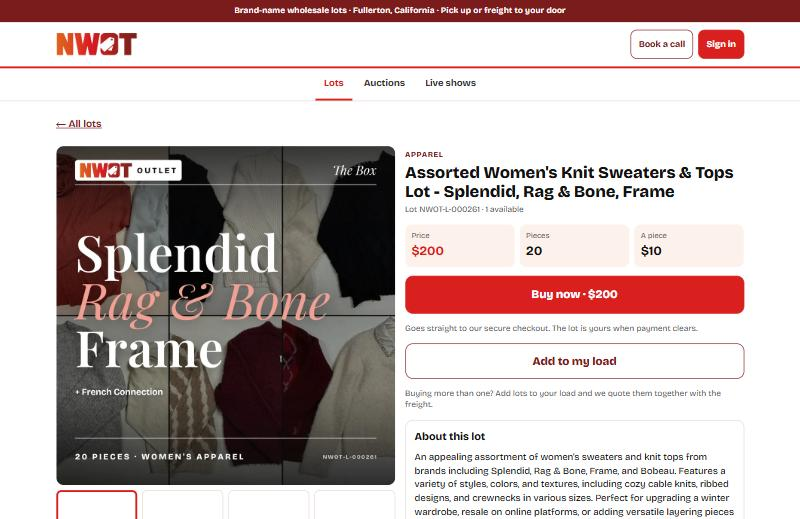 Brand-name wholesale lots · Fullerton, California · Pick up or freight to your door
NWOT
Book a call
Sign in
Lots
Auctions
Live shows
← All lots
NWOT OUTLET
The Box
Splendid
Rag & Bone
Frame
+ French Connection
20 PIECES · WOMEN'S APPAREL
NWOT-L-000261
APPAREL
Assorted Women's Knit Sweaters & Tops
Lot - Splendid, Rag & Bone, Frame
Lot NWOT-L-000261 · 1 available
Price
$200
Pieces
20
A piece
$10
Buy now · $200
Goes straight to our secure checkout. The lot is yours when payment clears.
Add to my load
Buying more than one? Add lots to your load and we quote them together with the
freight.
About this lot
An appealing assortment of women's sweaters and knit tops from
brands including Splendid, Rag & Bone, Frame, and Bobeau. Features a
variety of styles, colors, and textures, including cozy cable knits, ribbed
designs, and crewnecks in various sizes. Perfect for upgrading a winter
wardrobe, resale on online platforms, or adding versatile layering pieces